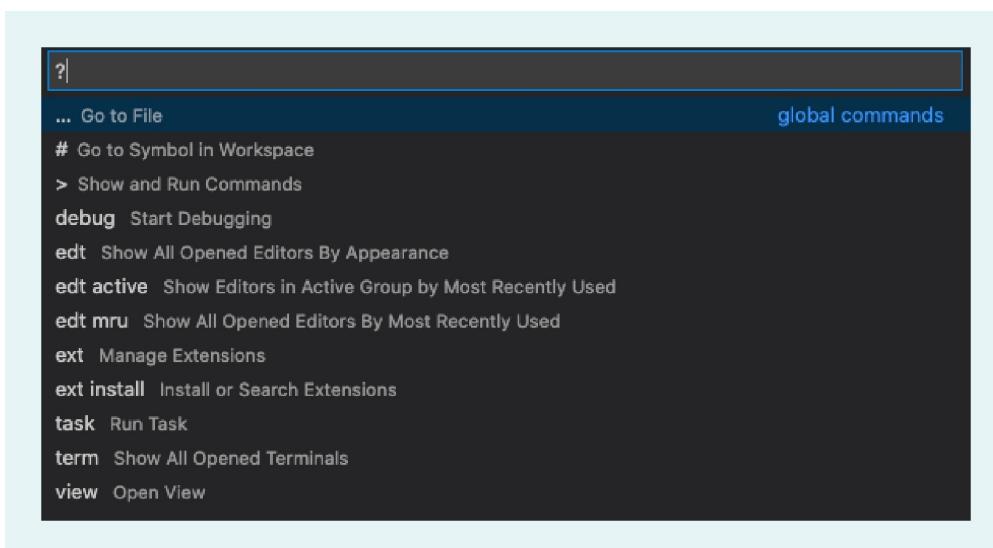 ?
... Go to File global commands
# Go to Symbol in Workspace
> Show and Run Commands
debug Start Debugging
edt Show All Opened Editors By Appearance
edt active Show Editors in Active Group by Most Recently Used
edt mru Show All Opened Editors By Most Recently Used
ext Manage Extensions
ext install Install or Search Extensions
task Run Task
term Show All Opened Terminals
view Open View